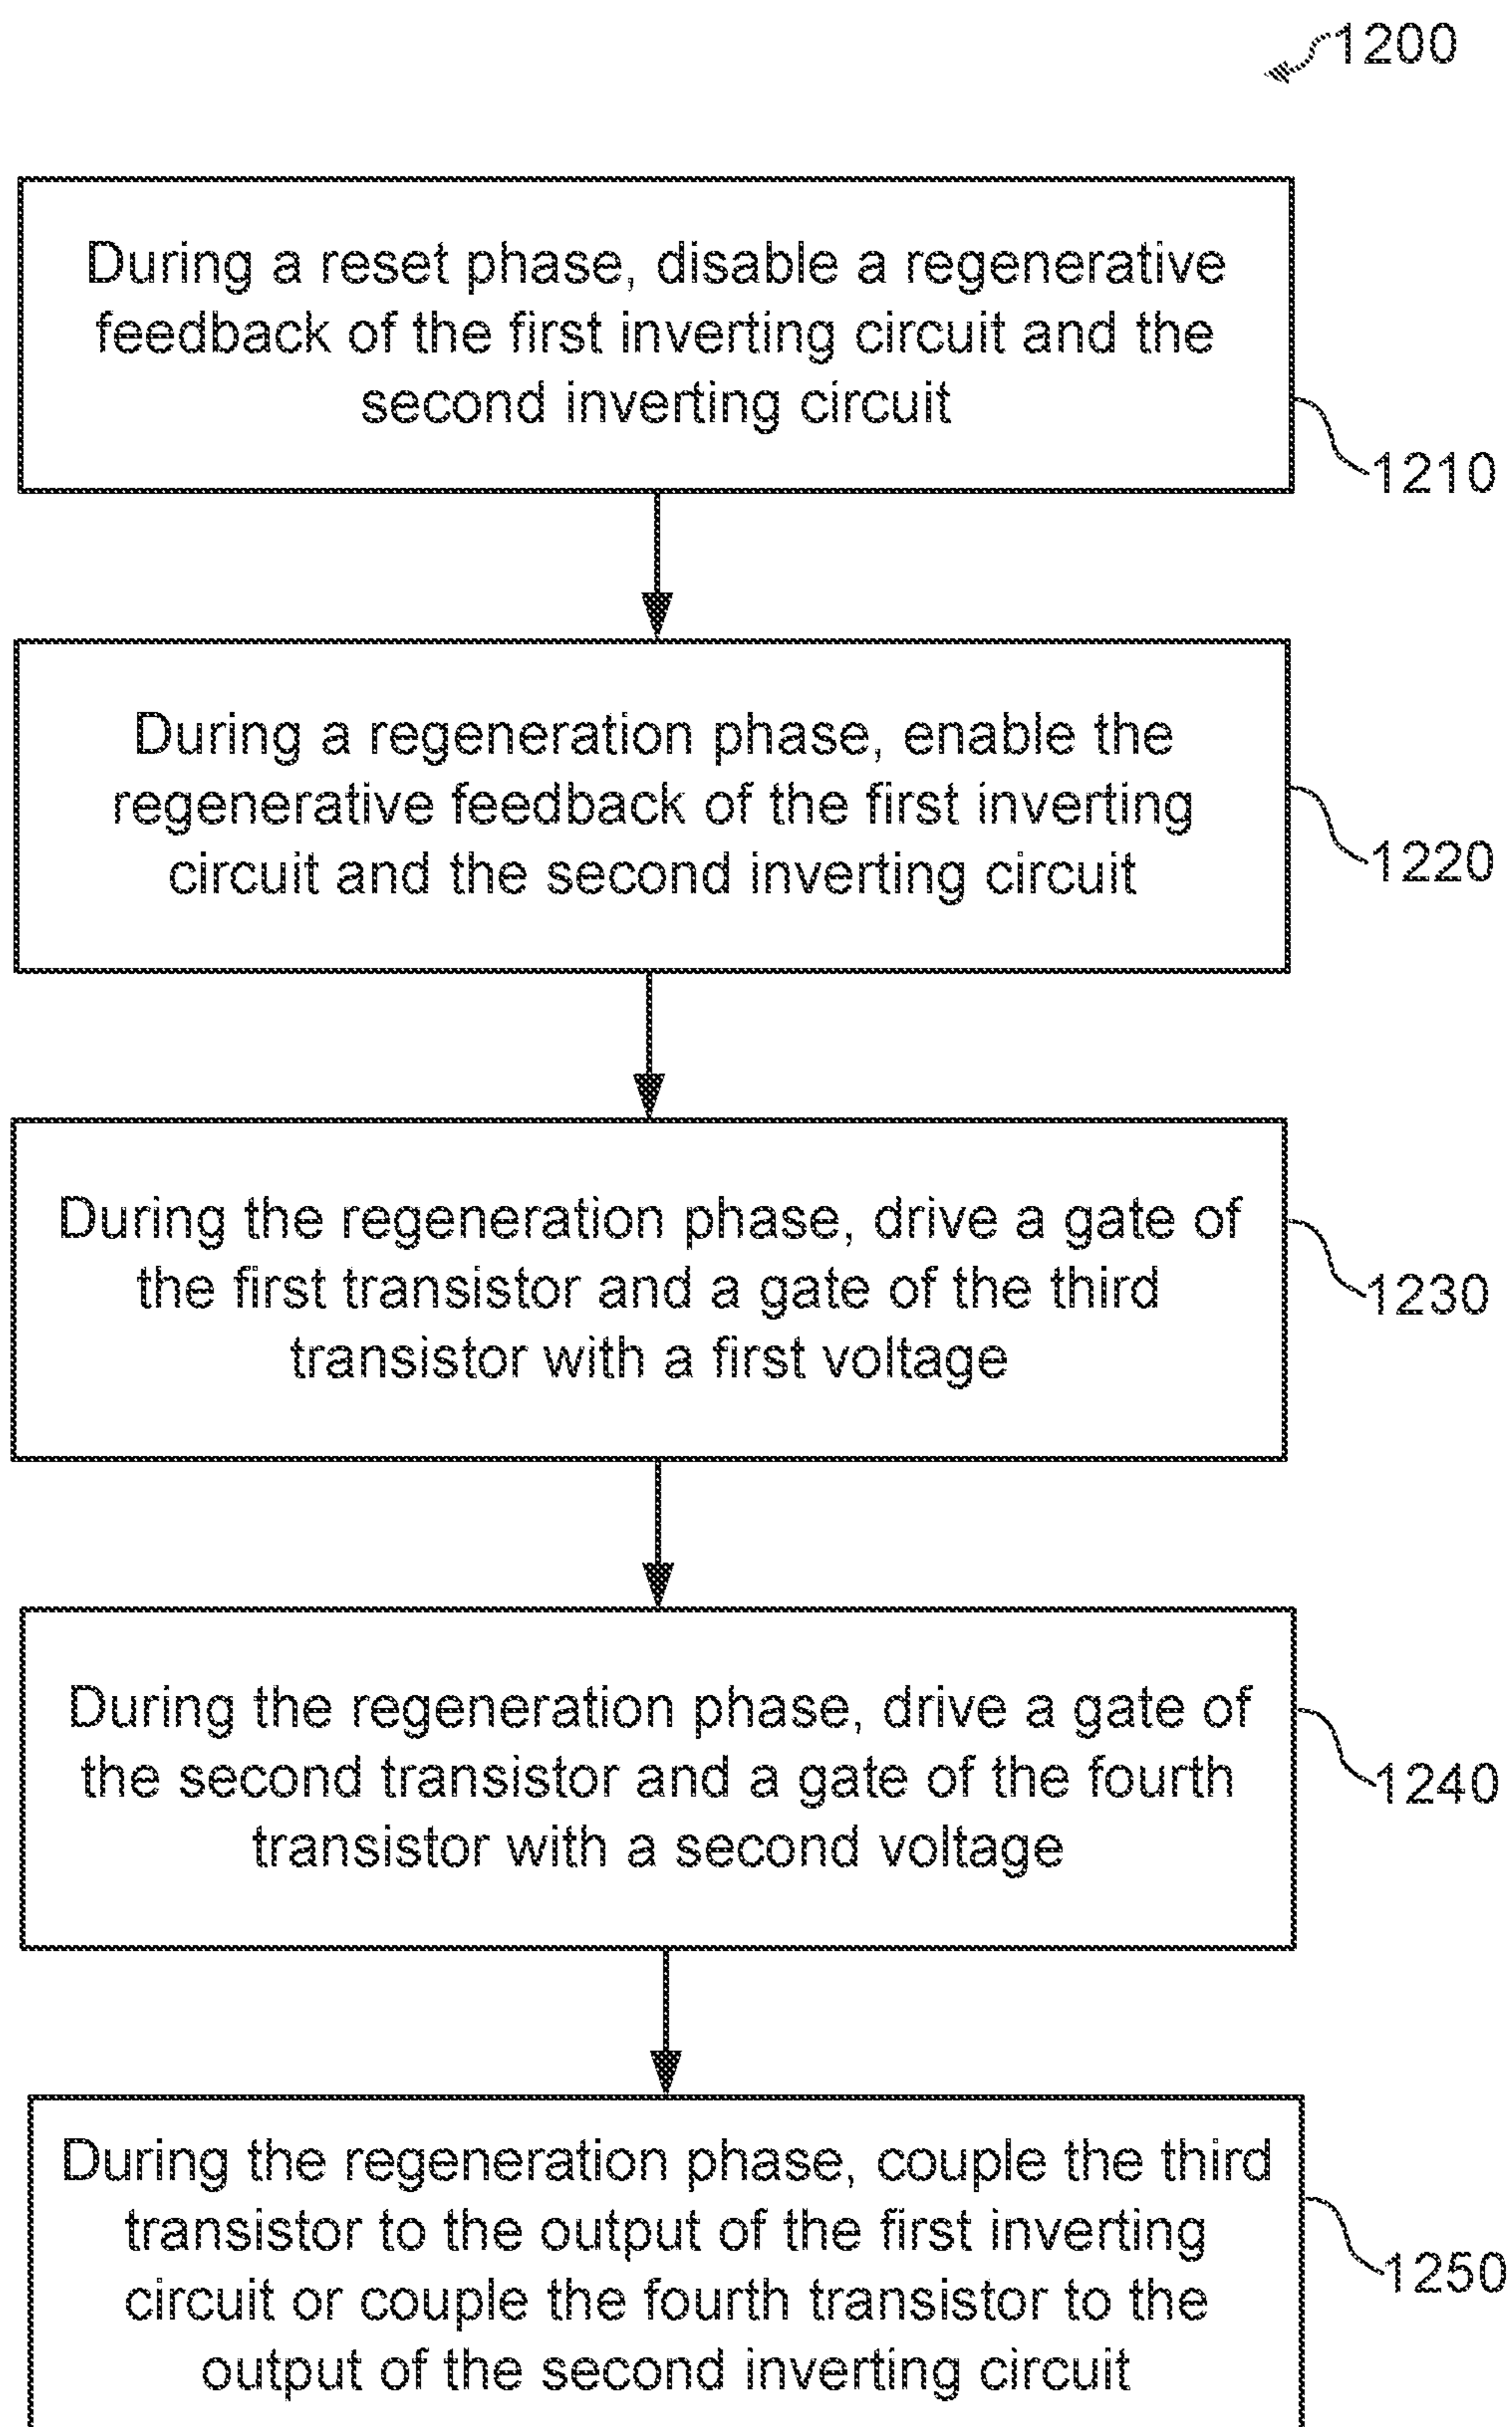 1200
During a reset phase, disable a regenerative
feedback of the first inverting circuit and the
second inverting circuit
1210
During a regeneration phase, enable the
regenerative feedback of the first inverting
circuit and the second inverting circuit
1220
During the regeneration phase, drive a gate of
the first transistor and a gate of the third
transistor with a first voltage
1230
During the regeneration phase, drive a gate of
the second transistor and a gate of the fourth
transistor with a second voltage
1240
During the regeneration phase, couple the third
transistor to the output of the first inverting
circuit or couple the fourth transistor to the
output of the second inverting circuit
1250